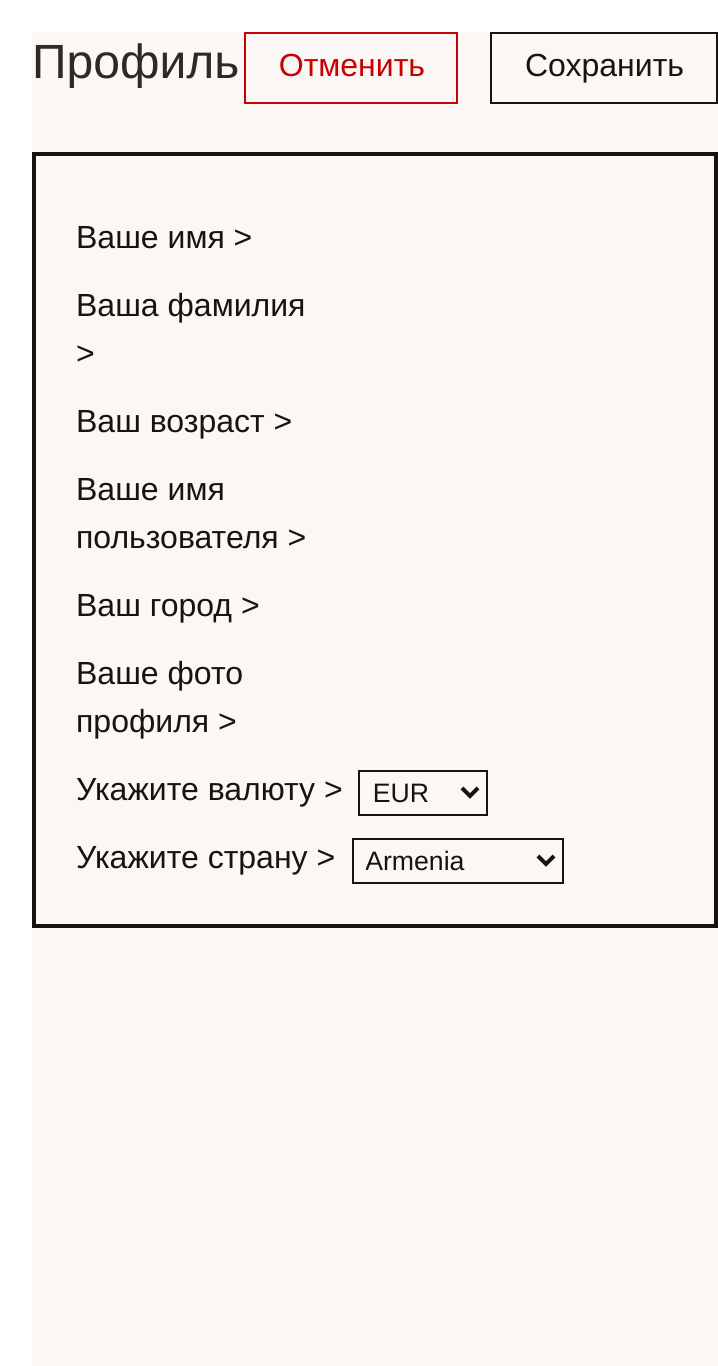 Профиль Отменить Сохранить
Ваше имя >
Ваша фамилия
>
Ваш возраст >
Ваше имя
пользователя >
Ваш город >
Ваше фото
профиля >
Укажите валюту > EUR
Укажите страну > Armenia